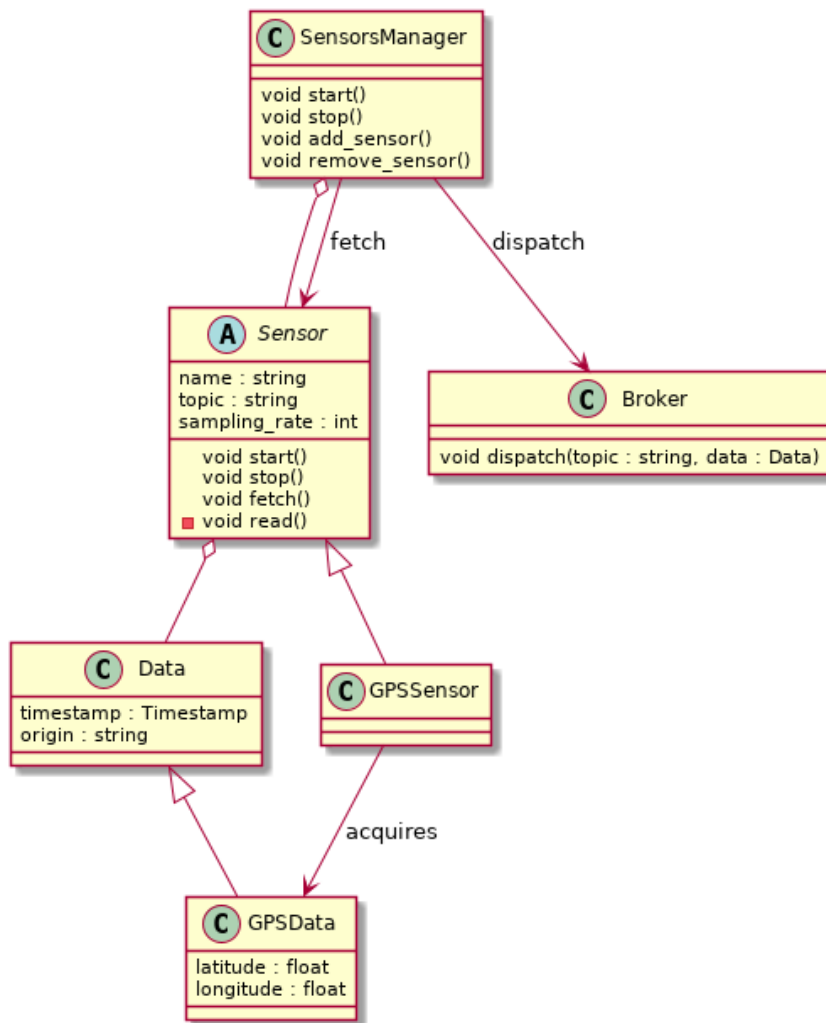 C SensorsManager
void start()
void stop()
void add_sensor()
void remove_sensor()
fetch
dispatch
A Sensor
name : string
topic : string
sampling_rate : int
void start()
void stop()
void fetch()
void read()
C Broker
void dispatch(topic : string, data : Data)
C Data
timestamp : Timestamp
origin : string
C GPSSensor
acquires
C GPSData
latitude : float
longitude : float